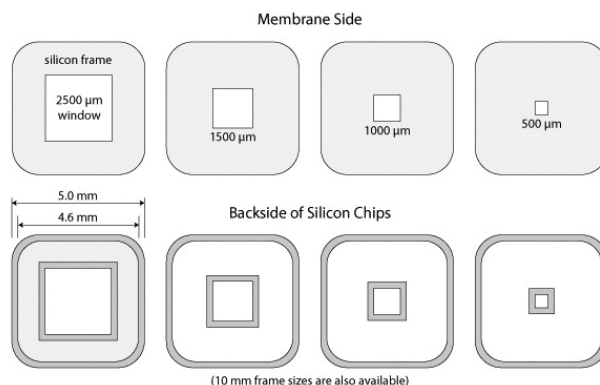 Membrane Side
silicon frame
2500 µm
window
1500 µm
1000 µm
500 µm
5.0 mm
4.6 mm
Backside of Silicon Chips
(10 mm frame sizes are also available)